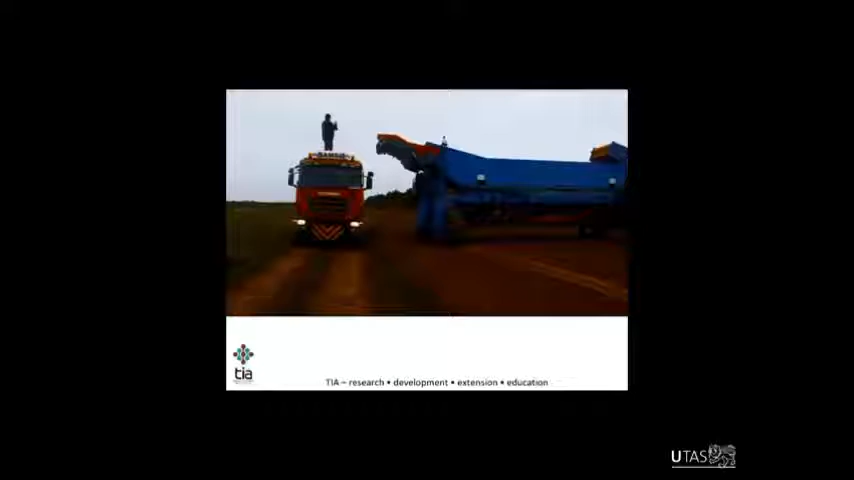 tia
TIA – research • development • extension • education
UTAS